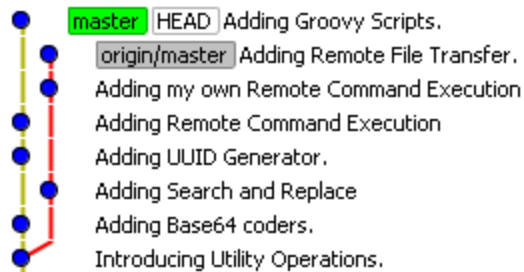 master HEAD Adding Groovy Scripts.
origin/master Adding Remote File Transfer.
Adding my own Remote Command Execution
Adding Remote Command Execution
Adding UUID Generator.
Adding Search and Replace
Adding Base64 coders.
Introducing Utility Operations.